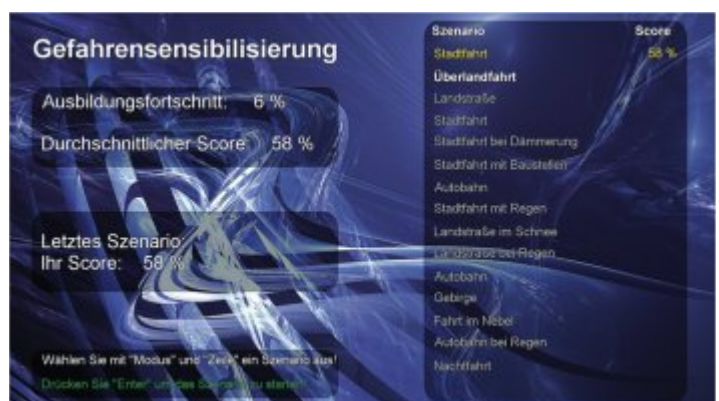 Gefahrensensibilisierung
Ausbildungsfortschritt: 6 %
Durchschnittlicher Score: 58 %
Letztes Szenario:
Ihr Score: 58 %
Wählen Sie mit "Modus" und "Zeile" ein Szenario aus!
Drücken Sie "Enter" um das Szenario zu starten!
Szenario Score
Stadtfahrt 58 %
Überlandfahrt
Landstraße
Stadtfahrt
Stadtfahrt bei Dämmerung
Stadtfahrt mit Baustellen
Autobahn
Stadtfahrt mit Regen
Landstraße im Schnee
Landstraße bei Regen
Autobahn
Gebirge
Fahrt im Nebel
Autobahn bei Regen
Nachtfahrt